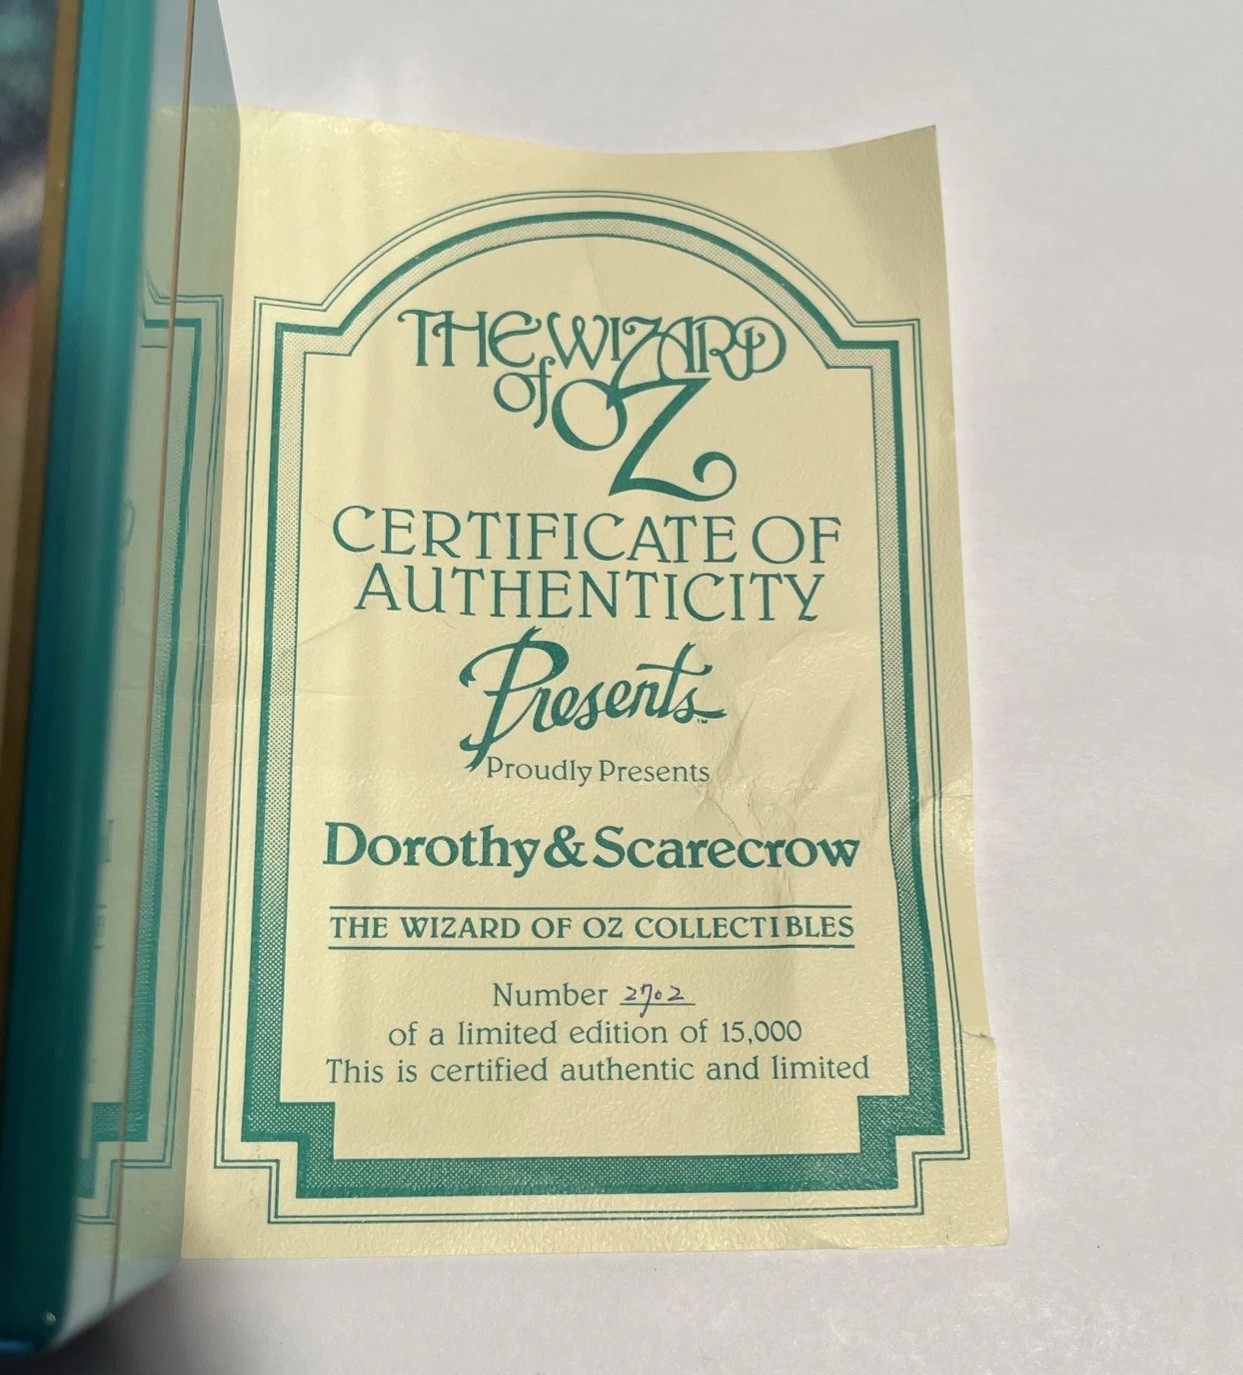 THE WIZARD
of OZ
CERTIFICATE OF
AUTHENTICITY
Presents™
Proudly Presents
Dorothy & Scarecrow
THE WIZARD OF OZ COLLECTIBLES
Number 2702
of a limited edition of 15,000
This is certified authentic and limited